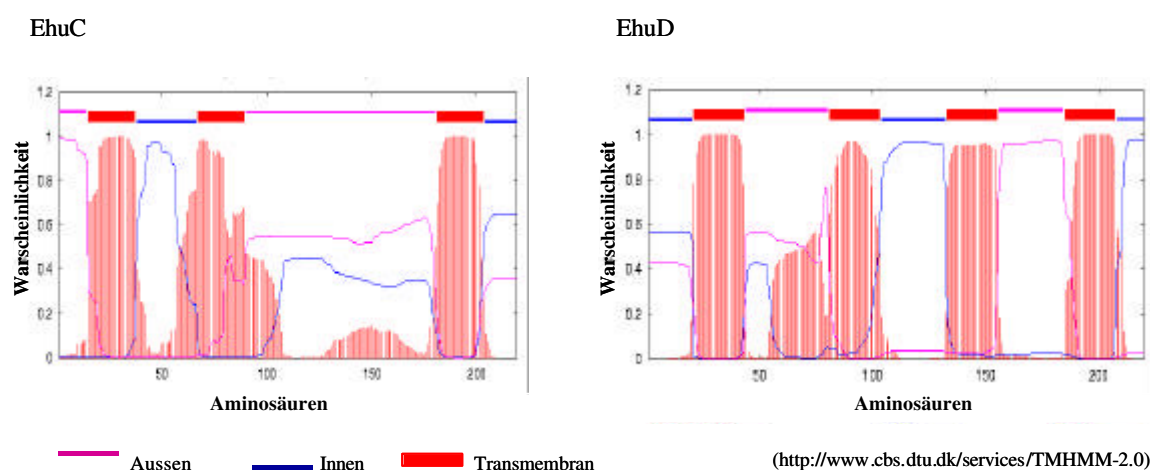 EhuC
EhuD
1.2
1
0.8
0.6
0.4
0.2
0
Warscheinlichkeit
50
100
150
200
Aminosäuren
1.2
1
0.8
0.6
0.4
0.2
0
Warscheinlichkeit
50
100
150
200
Aminosäuren
Aussen
Innen
Transmembran
(http://www.cbs.dtu.dk/services/TMHMM-2.0)